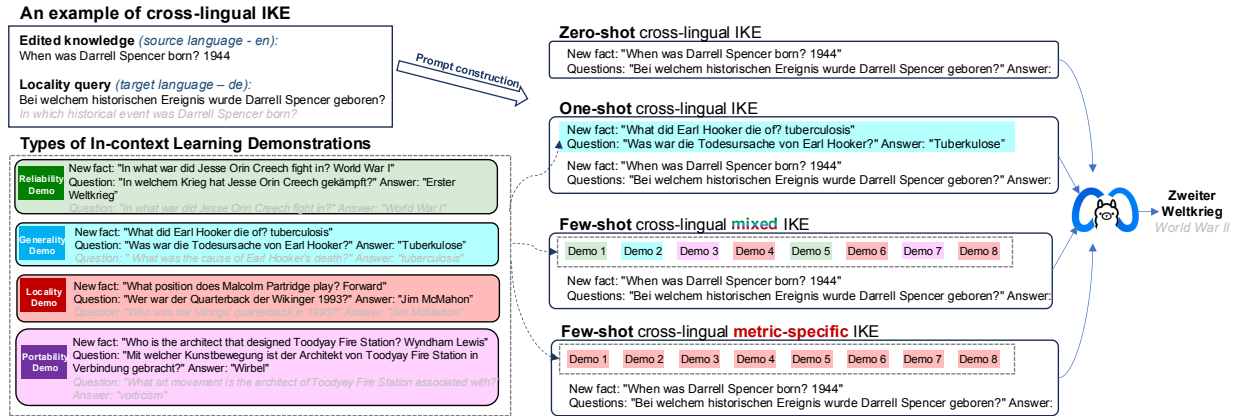 An example of cross-lingual IKE
Edited knowledge (source language - en):
When was Darrell Spencer born? 1944
Locality query (target language – de):
Bei welchem historischen Ereignis wurde Darrell Spencer geboren?
In which historical event was Darrell Spencer born?
Prompt construction
Types of In-context Learning Demonstrations
Reliability
Demo
New fact: "In what war did Jesse Orin Creech fight in? World War I"
Question: "In welchem Krieg hat Jesse Orin Creech gekämpft?" Answer: "Erster
Weltkrieg"
Question: "In what war did Jesse Orin Creech fight in?" Answer: "World War I"
Generality
Demo
New fact: "What did Earl Hooker die of? tuberculosis"
Question: "Was war die Todesursache von Earl Hooker?" Answer: "Tuberkulose"
Question: " What was the cause of Earl Hooker's death?" Answer: "tuberculosis"
Locality
Demo
New fact: "What position does Malcolm Partridge play? Forward"
Question: "Wer war der Quarterback der Wikinger 1993?" Answer: "Jim McMahon"
Question: "Who was the Vikings' quarterback in 1993?" Answer: "Jim McMahon"
Portability
Demo
New fact: "Who is the architect that designed Toodyay Fire Station? Wyndham Lewis"
Question: "Mit welcher Kunstbewegung ist der Architekt von Toodyay Fire Station in
Verbindung gebracht?" Answer: "Wirbel"
Question: "What art movement is the architect of Toodyay Fire Station associated with?"
Answer: "vorticism"
Zero-shot cross-lingual IKE
New fact: "When was Darrell Spencer born? 1944"
Questions: "Bei welchem historischen Ereignis wurde Darrell Spencer geboren?" Answer:
One-shot cross-lingual IKE
New fact: "What did Earl Hooker die of? tuberculosis"
Question: "Was war die Todesursache von Earl Hooker?" Answer: "Tuberkulose"
New fact: "When was Darrell Spencer born? 1944"
Questions: "Bei welchem historischen Ereignis wurde Darrell Spencer geboren?" Answer:
Few-shot cross-lingual mixed IKE
Demo 1 Demo 2 Demo 3 Demo 4 Demo 5 Demo 6 Demo 7 Demo 8
New fact: "When was Darrell Spencer born? 1944"
Questions: "Bei welchem historischen Ereignis wurde Darrell Spencer geboren?" Answer:
Few-shot cross-lingual metric-specific IKE
Demo 1 Demo 2 Demo 3 Demo 4 Demo 5 Demo 6 Demo 7 Demo 8
New fact: "When was Darrell Spencer born? 1944"
Questions: "Bei welchem historischen Ereignis wurde Darrell Spencer geboren?" Answer:
Zweiter
Weltkrieg
World War II